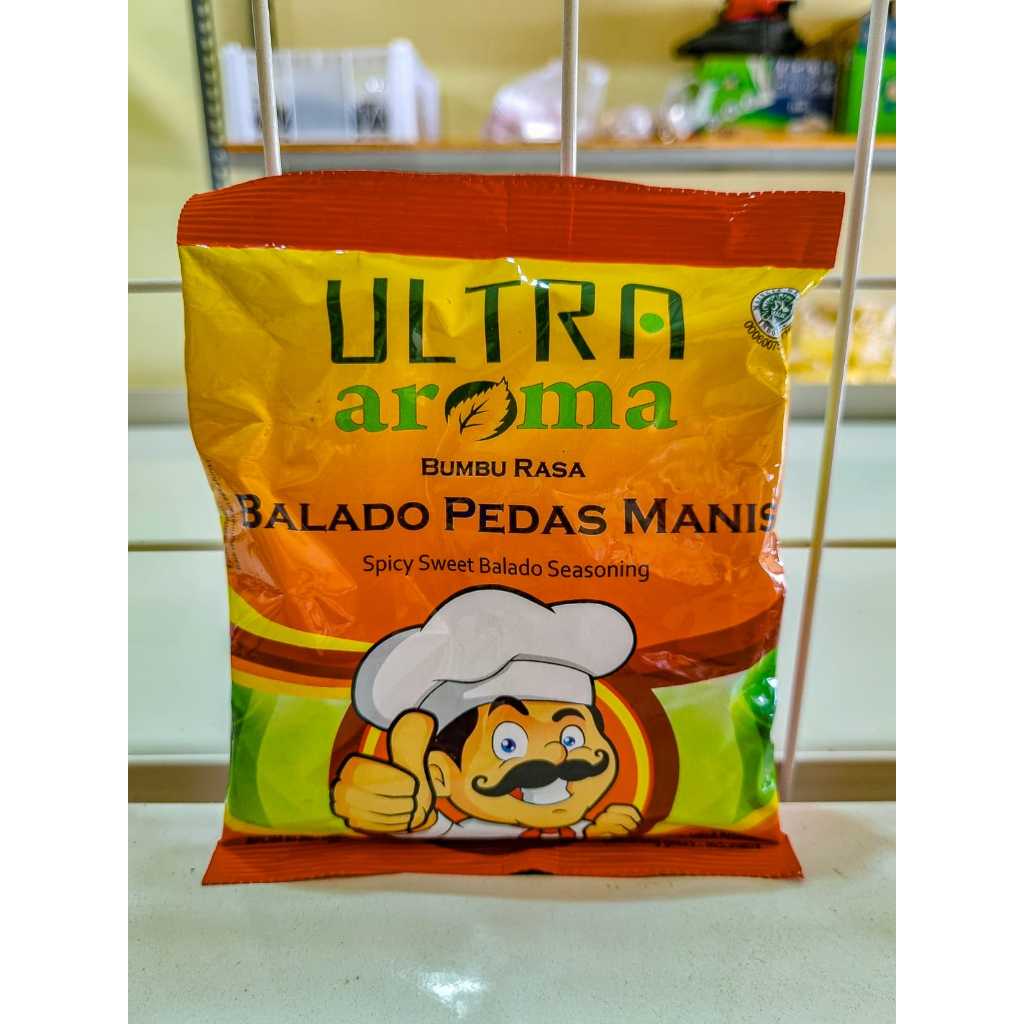 ULTRA
aroma
BUMBU RASA
BALADO PEDAS MANIS
Spicy Sweet Balado Seasoning